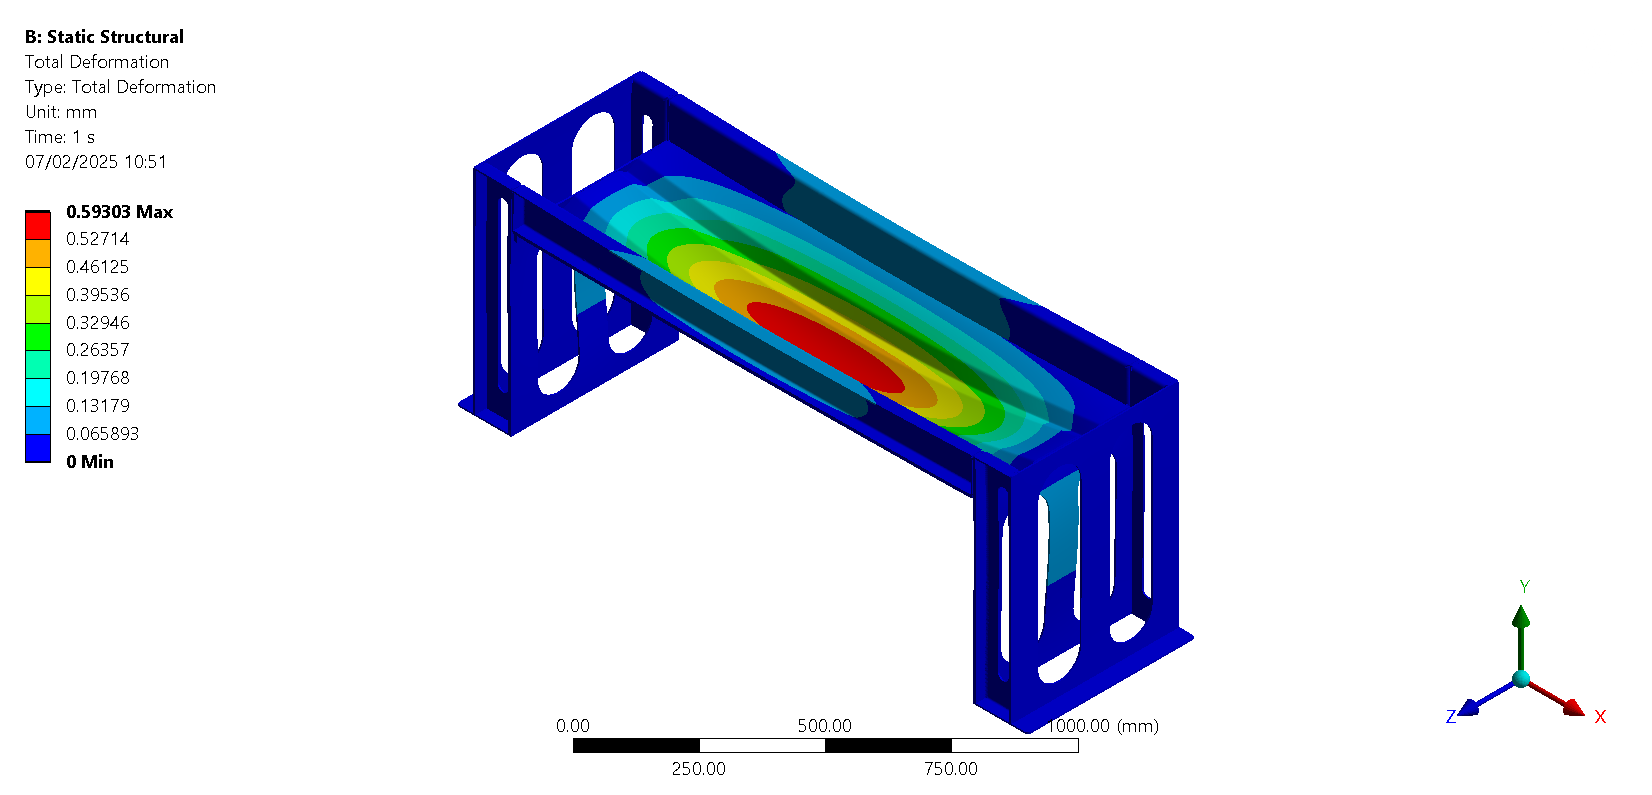 B: Static Structural
Total Deformation
Type: Total Deformation
Unit: mm
Time: 1 s
07/02/2025 10:51
0.59303 Max
0.52714
0.46125
0.39536
0.32946
0.26357
0.19768
0.13179
0.065893
0 Min
Y
Z
X
0.00 500.00 1000.00 (mm)
250.00 750.00